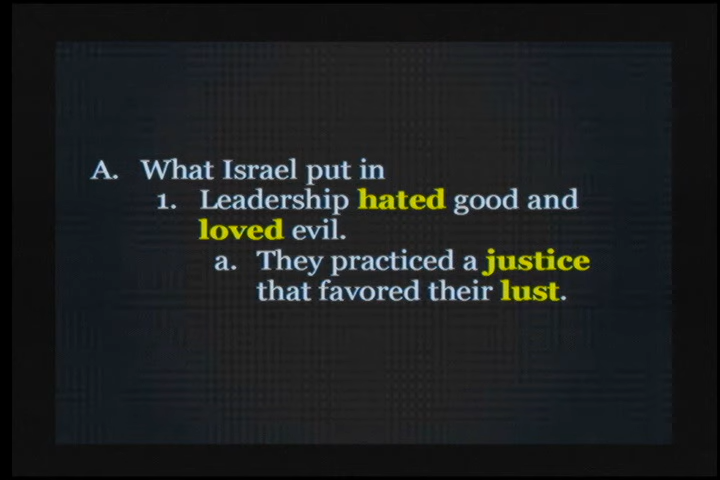 A. What Israel put in
1. Leadership hated good and
loved evil.
a. They practiced a justice
that favored their lust.